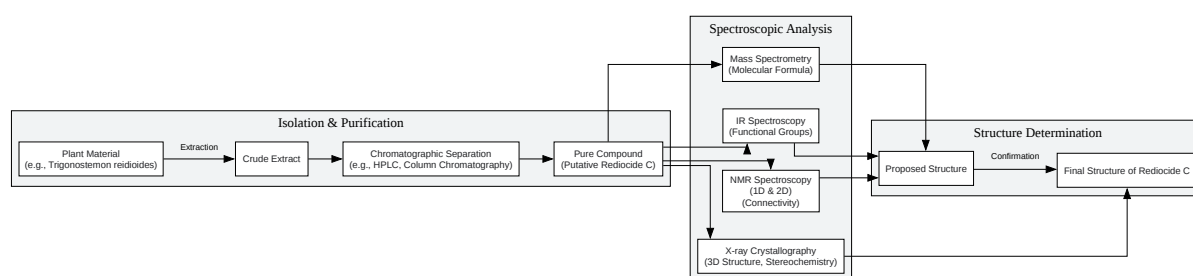 Spectroscopic Analysis
Mass Spectrometry
(Molecular Formula)
Isolation & Purification
IR Spectroscopy
(Functional Groups)
Structure Determination
Plant Material
(e.g., Trigonostemon reidioides)
Extraction
Crude Extract
Chromatographic Separation
(e.g., HPLC, Column Chromatography)
Pure Compound
(Putative Rediocide C)
NMR Spectroscopy
(1D & 2D)
(Connectivity)
Proposed Structure
Confirmation
Final Structure of Rediocide C
X-ray Crystallography
(3D Structure, Stereochemistry)